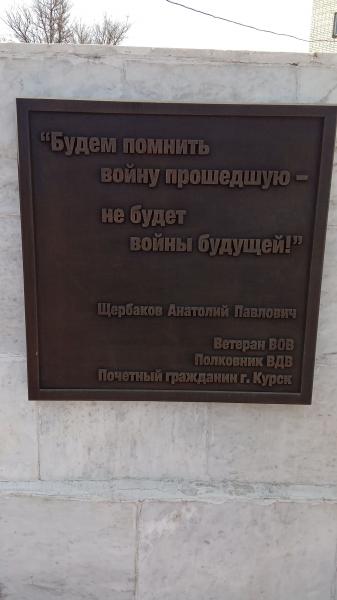 “Будем помнить
войну прошедшую –
не будет
войны будущей!”
Щербаков Анатолий Павлович
Ветеран ВОВ
Полковник ВДВ
Почетный гражданин г. Курск